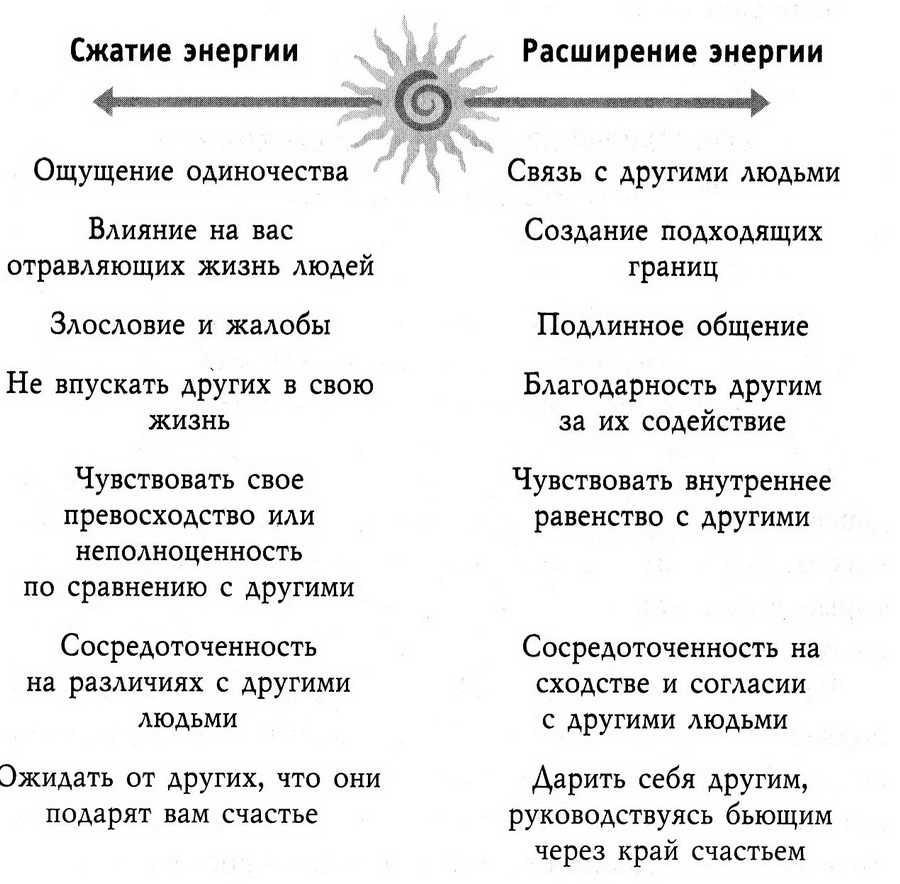 Сжатие энергии
Расширение энергии
Ощущение одиночества
Связь с другими людьми
Влияние на вас
отравляющих жизнь людей
Создание подходящих
границ
Злословие и жалобы
Подлинное общение
Не впускать других в свою
жизнь
Благодарность другим
за их содействие
Чувствовать свое
превосходство или
неполноценность
по сравнению с другими
Чувствовать внутреннее
равенство с другими
Сосредоточенность
на различиях с другими
людьми
Сосредоточенность на
сходстве и согласии
с другими людьми
Ожидать от других, что они
подарят вам счастье
Дарить себя другим,
руководствуясь бьющим
через край счастьем